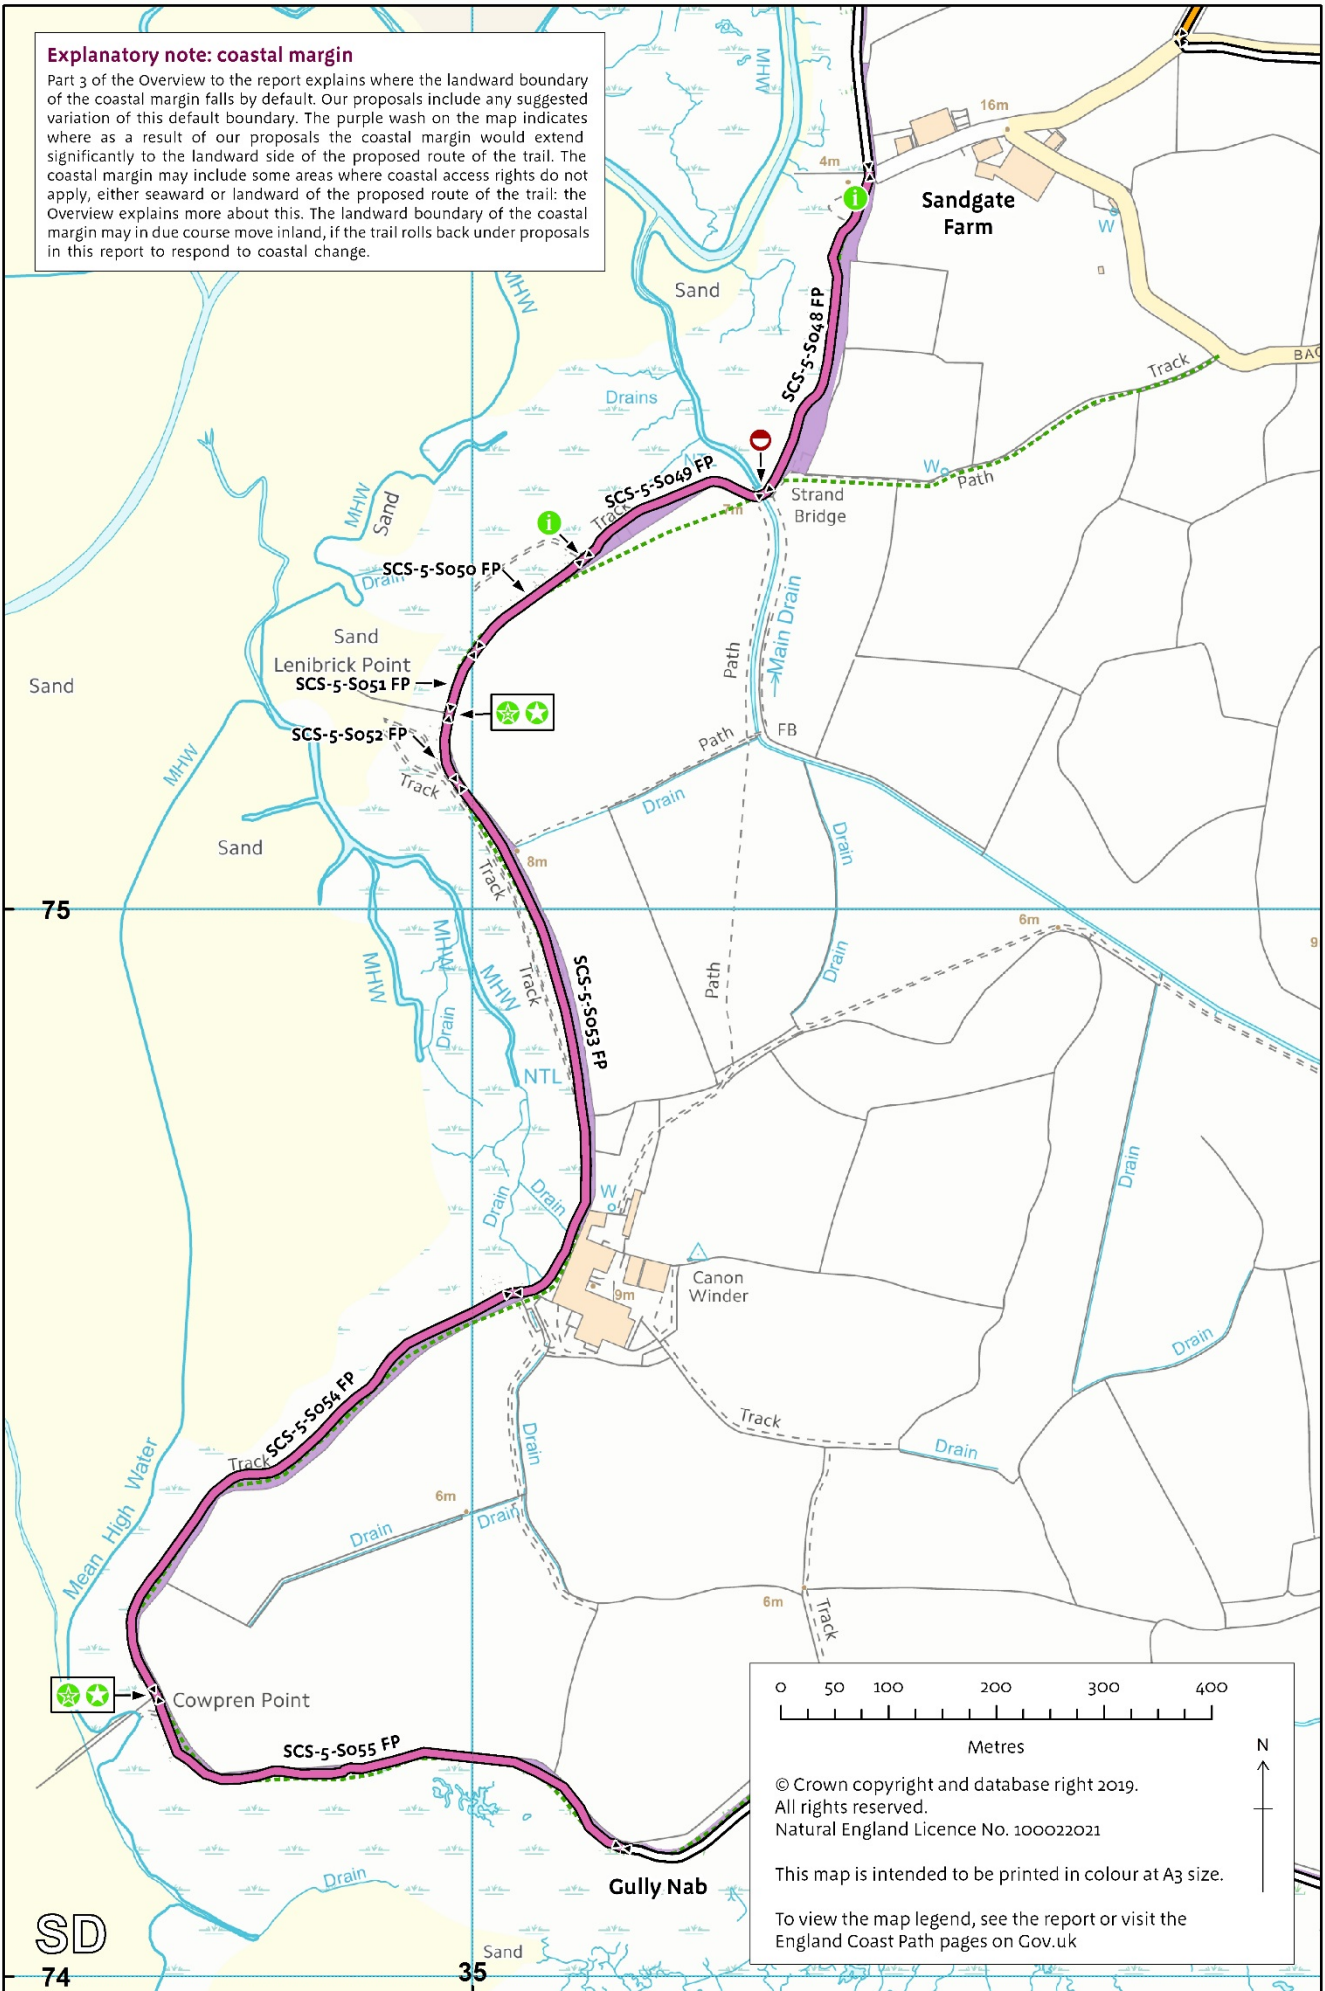 Explanatory note: coastal margin
Part 3 of the Overview to the report explains where the landward boundary
of the coastal margin falls by default. Our proposals include any suggested
variation of this default boundary. The purple wash on the map indicates
where as a result of our proposals the coastal margin would extend
significantly to the landward side of the proposed route of the trail. The
coastal margin may include some areas where coastal access rights do not
apply, either seaward or landward of the proposed route of the trail: the
Overview explains more about this. The landward boundary of the coastal
margin may in due course move inland, if the trail rolls back under proposals
in this report to respond to coastal change.
MHW
16m
4m
i
Sandgate
Farm
W
MHW
Sand
SCS-5-S048 FP
BAC
Track
Drains
NTL
W
Path
SCS-5-S049 FP
Strand
Bridge
7m
MHW
Sand
i
Track
SCS-5-S050 FP
Drain
Main Drain
Sand
Lenibrick Point
Path
SCS-5-S051 FP
Sand
SCS-5-S052 FP
FB
Path
MHW
Track
Drain
Drain
Sand
8m
Track
75
6m
9
MHW
MHW
MHW
Track
Path
Drain
SCS-5-S053 FP
Drain
NTL
Drain
W
Drain
Drain
Canon
Winder
9m
Drain
SCS-5-S054 FP
Track
Track
Drain
Drain
Mean High Water
6m
Drain
Drain
6m
Track
Cowpren Point
SCS-5-S055 FP
Gully Nab
Drain
Sand
SD
74
35
0 50 100 200 300 400
Metres
N
© Crown copyright and database right 2019.
All rights reserved.
Natural England Licence No. 100022021
This map is intended to be printed in colour at A3 size.
To view the map legend, see the report or visit the
England Coast Path pages on Gov.uk